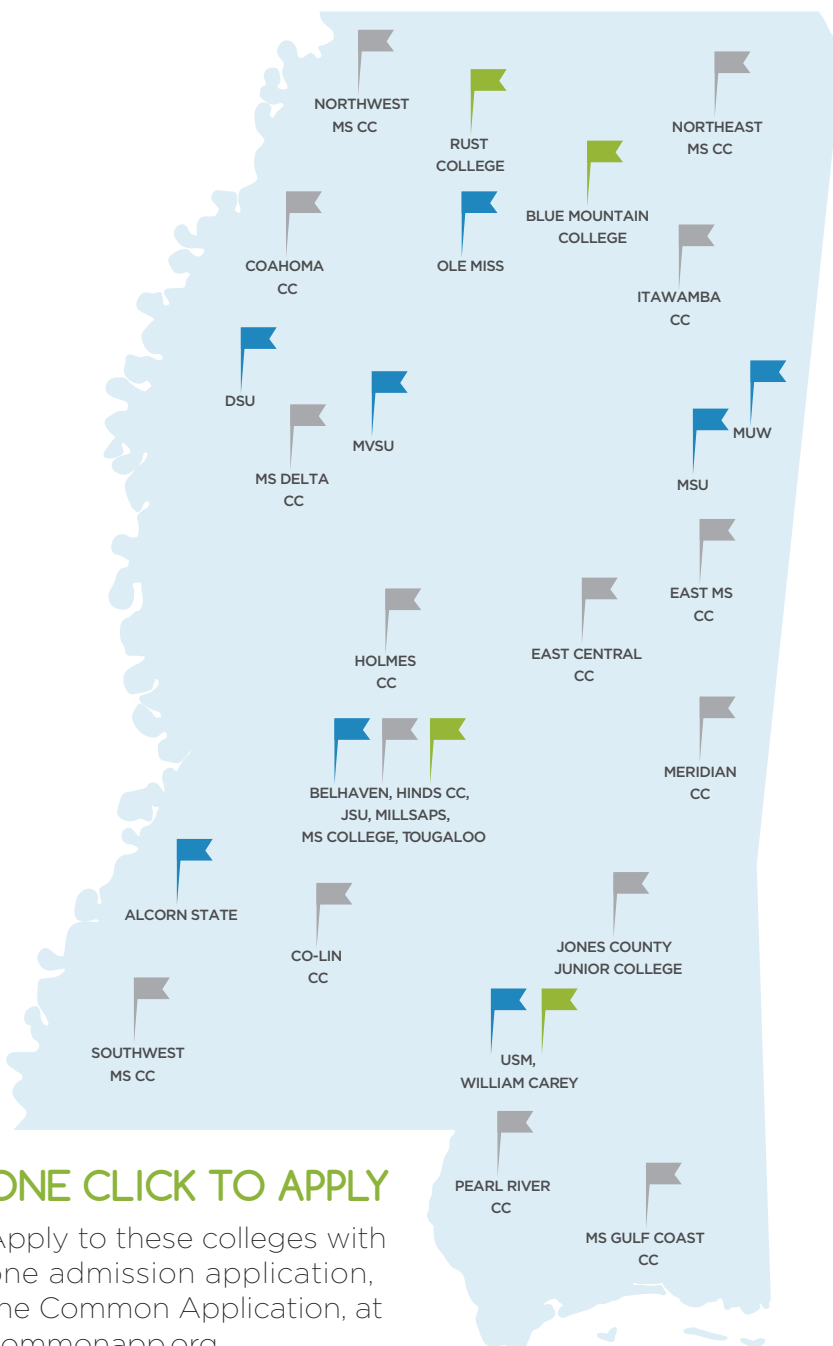 NORTHWEST
MS CC
RUST
COLLEGE
NORTHEAST
MS CC
BLUE MOUNTAIN
COLLEGE
COAHOMA
CC
OLE MISS
ITAWAMBA
CC
DSU
MVSU
MUW
MS DELTA
CC
MSU
EAST MS
CC
HOLMES
CC
EAST CENTRAL
CC
MERIDIAN
CC
BELHAVEN, HINDS CC,
JSU, MILLSAPS,
MS COLLEGE, TOUGALOO
ALCORN STATE
CO-LIN
CC
JONES COUNTY
JUNIOR COLLEGE
SOUTHWEST
MS CC
USM,
WILLIAM CAREY
PEARL RIVER
CC
MS GULF COAST
CC
ONE CLICK TO APPLY
Apply to these colleges with
one admission application,
the Common Application, at
commonapp.org